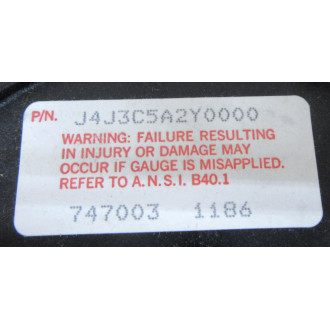 P/N. J4J3C5A2Y0000
WARNING: FAILURE RESULTING
IN INJURY OR DAMAGE MAY
OCCUR IF GAUGE IS MISAPPLIED.
REFER TO A.N.S.I. B40.1
747003 1186